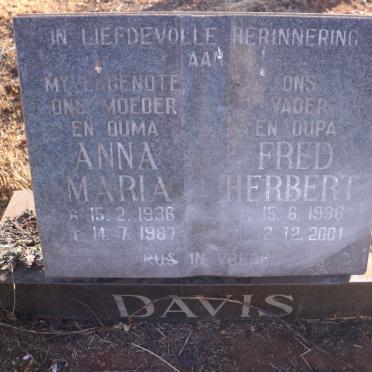 IN LIEFDEVOLLE HERINNERING
AAN
MY EGGENOTE
ONS MOEDER
EN OUMA
ANNA
MARIA
15.2.1936
14.7.1987
ONS
VADER
EN OUPA
FRED
HERBERT
15.6.1936
2.12.2001
RUS IN VREDE
DAVIS